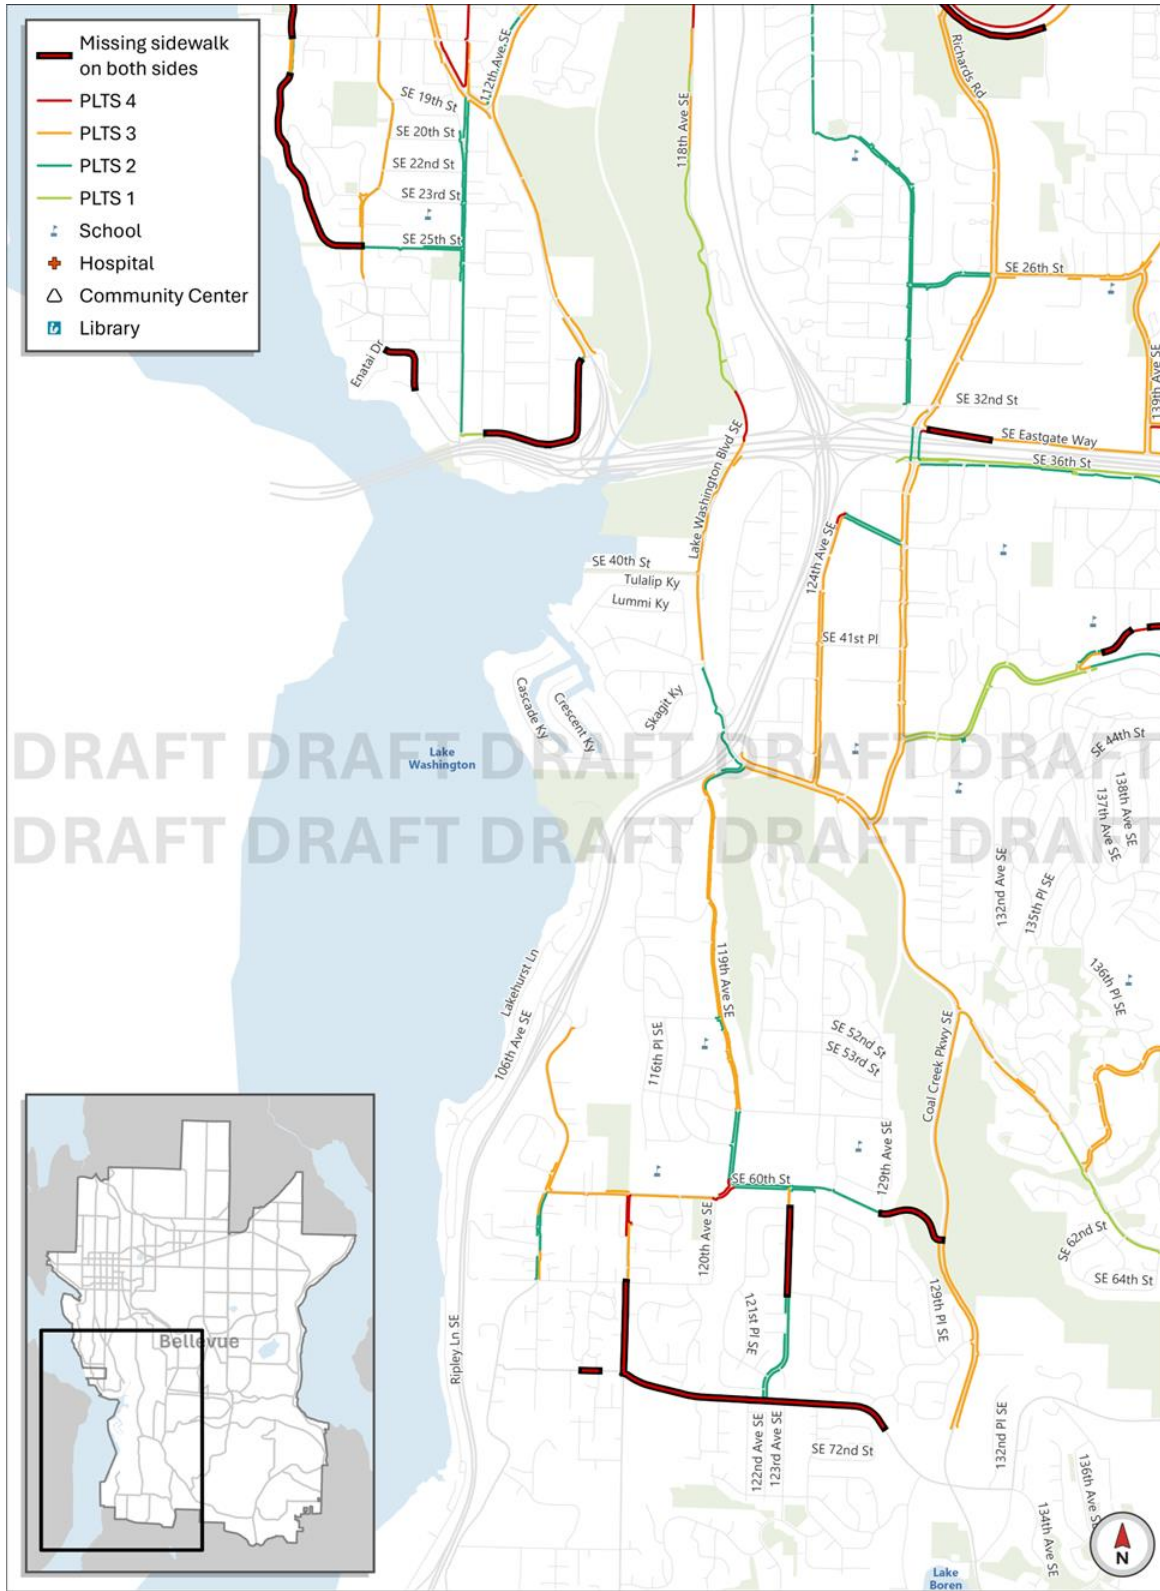 Missing sidewalk
on both sides
PLTS 4
PLTS 3
PLTS 2
PLTS 1
School
Hospital
Community Center
Library
112th Ave SE
SE 19th St
SE 20th St
SE 22nd St
SE 23rd St
SE 25th St
Enatai Dr
118th Ave SE
Richards Rd
SE 26th St
139th Ave SE
SE 32nd St
SE Eastgate Way
SE 36th St
Lake Washington Blvd SE
124th Ave SE
SE 40th St
Tulalip Ky
Lummi Ky
SE 41st Pl
Cascade Ky
Crescent Ky
Skagit Ky
SE 44th St
DRAFT DRAFT DRAFT DRAFT DRAFT
Lake
Washington
138th Ave SE
137th Ave SE
DRAFT DRAFT DRAFT DRAFT DRAFT
132nd Ave SE
135th Pl SE
119th Ave SE
136th Pl SE
Lakehurst Ln
106th Ave SE
116th Pl SE
SE 52nd St
SE 53rd St
Coal Creek Pkwy SE
129th Ave SE
SE 60th St
120th Ave SE
SE 62nd St
SE 64th St
129th Pl SE
121st Pl SE
Ripley Ln SE
Bellevue
122nd Ave SE
123rd Ave SE
SE 72nd St
132nd Pl SE
136th Ave SE
134th Ave SE
N
Lake
Boren